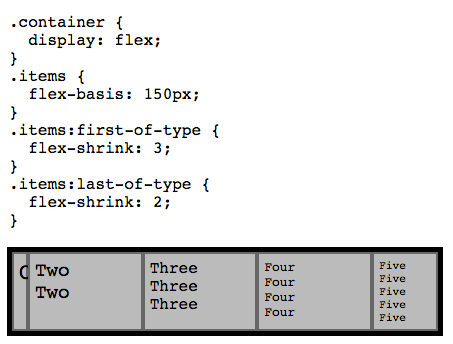 .container {
  display: flex;
}
.items {
  flex-basis: 150px;
}
.items:first-of-type {
  flex-shrink: 3;
}
.items:last-of-type {
  flex-shrink: 2;
}
Two
Two
Three
Three
Three
Four
Four
Four
Four
Five
Five
Five
Five
Five